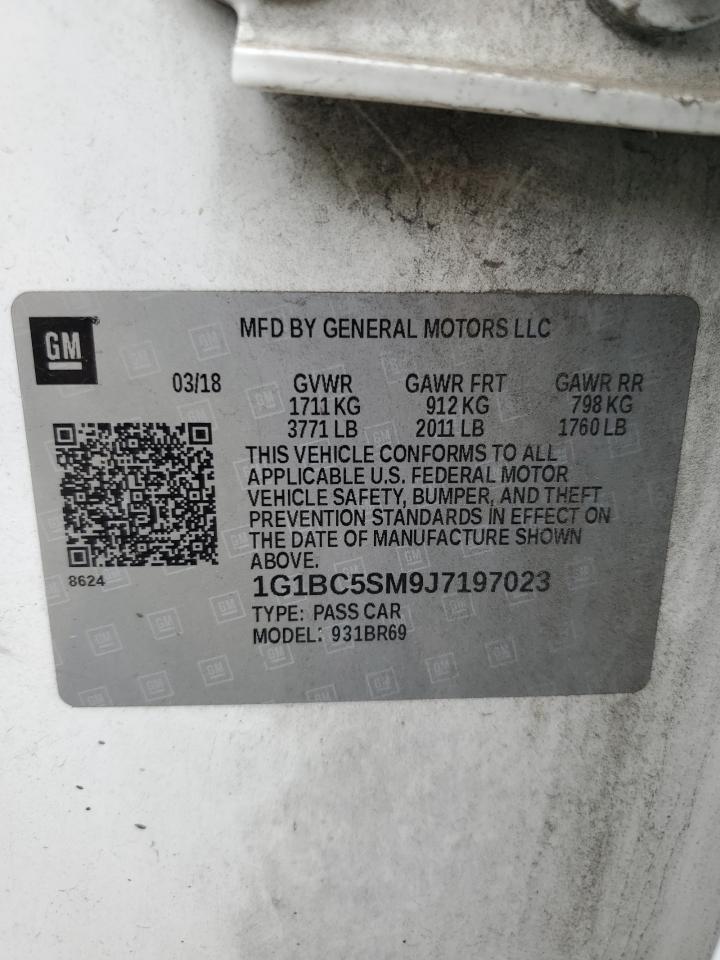 GM
MFD BY GENERAL MOTORS LLC
03/18 GVWR GAWR FRT GAWR RR
1711 KG 912 KG 798 KG
3771 LB 2011 LB 1760 LB
THIS VEHICLE CONFORMS TO ALL
APPLICABLE U.S. FEDERAL MOTOR
VEHICLE SAFETY, BUMPER, AND THEFT
PREVENTION STANDARDS IN EFFECT ON
THE DATE OF MANUFACTURE SHOWN
ABOVE.
8624
1G1BC5SM9J7197023
TYPE: PASS CAR
MODEL: 931BR69